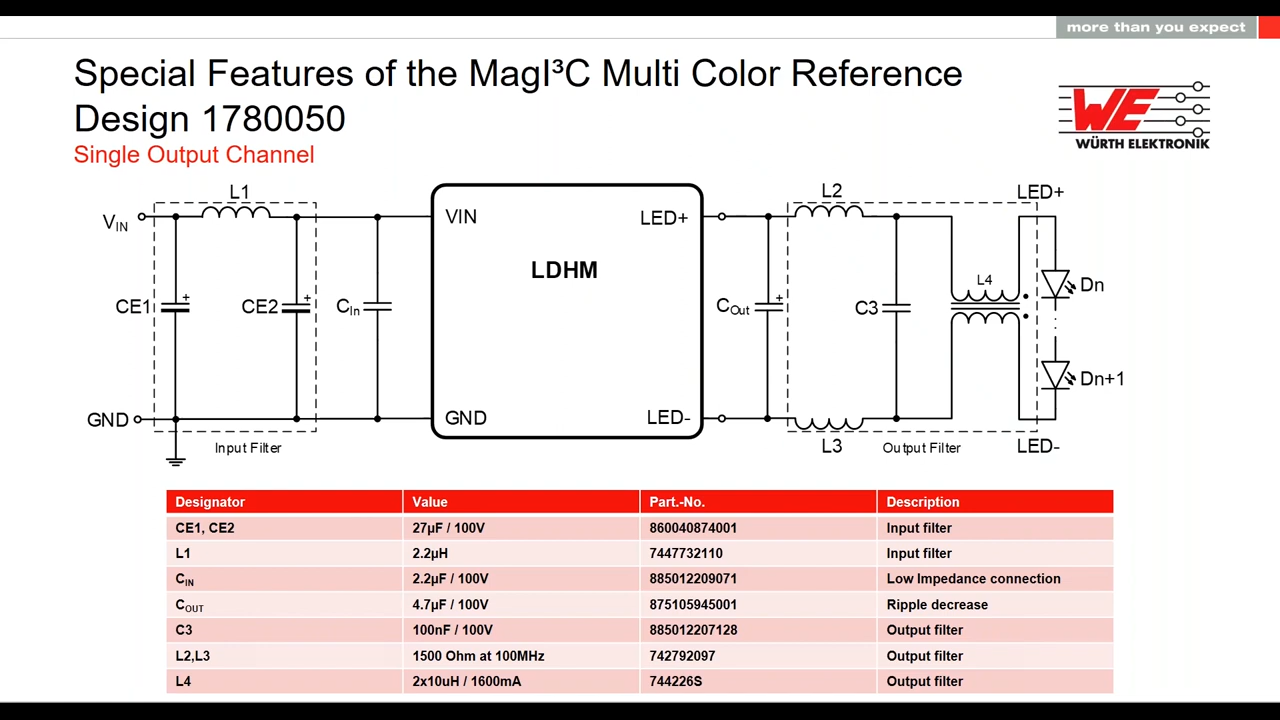 more than you expect
Special Features of the MagI³C Multi Color Reference
Design 1780050
Single Output Channel
WE
WÜRTH ELEKTRONIK
L1
L2
LED+
VIN
VIN
LED+
LDHM
L4
Dn
CE1
+
CE2
+
CIn
COut
+
C3
Dn+1
GND
GND
LED-
Input Filter
L3
Output Filter
LED-
Designator Value Part.-No. Description
CE1, CE2 27µF / 100V 860040874001 Input filter
L1 2.2µH 7447732110 Input filter
CIN 2.2µF / 100V 885012209071 Low Impedance connection
COUT 4.7µF / 100V 875105945001 Ripple decrease
C3 100nF / 100V 885012207128 Output filter
L2,L3 1500 Ohm at 100MHz 742792097 Output filter
L4 2x10uH / 1600mA 744226S Output filter